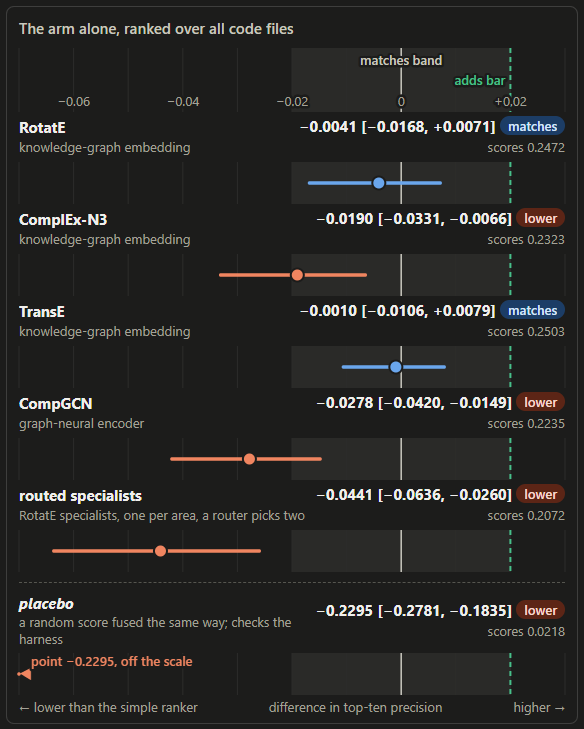 The arm alone, ranked over all code files
matches band
adds bar
−0.06 −0.04 −0.02 0 +0.02
RotatE −0.0041 [−0.0168, +0.0071] matches
knowledge-graph embedding scores 0.2472
ComplEx-N3 −0.0190 [−0.0331, −0.0066] lower
knowledge-graph embedding scores 0.2323
TransE −0.0010 [−0.0106, +0.0079] matches
knowledge-graph embedding scores 0.2503
CompGCN −0.0278 [−0.0420, −0.0149] lower
graph-neural encoder scores 0.2235
routed specialists −0.0441 [−0.0636, −0.0260] lower
RotatE specialists, one per area, a router picks two scores 0.2072
placebo −0.2295 [−0.2781, −0.1835] lower
a random score fused the same way; checks the scores 0.0218
harness
point −0.2295, off the scale
← lower than the simple ranker difference in top-ten precision higher →